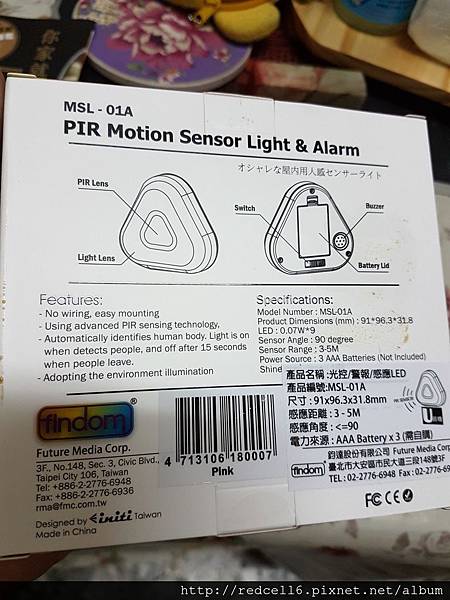 MSL - 01A
PIR Motion Sensor Light & Alarm
オシャレな屋内用人感センサーライト
PIR Lens
Light Lens
Switch
Buzzer
Battery Lid
Features:
- No wiring, easy mounting
- Using advanced PIR sensing technology,
- Automatically identifies human body. Light is on
when detects people, and off after 15 seconds
when people leave.
- Adopting the environment illumination
Specifications:
Model Number : MSL-01A
Product Dimensions (mm) : 91*96.3*31.8
LED : 0.07W*9
Sensor Angle : 90 degree
Sensor Range : 3-5M
Power Source : 3 AAA Batteries (Not Included)
Shind
產品名稱:光控/警報/感應LED
產品編號:MSL-01A
尺寸:91x96.3x31.8mm
感應距離:3 - 5M
感應角度:<=90
電力來源:AAA Battery x 3 (需自購)
PIR SENSOR
findom®
鈞達股份有限公司 Future Media Corp.
臺北市大安區市民大道三段148號3F
TEL : 02-2776-6948 FAX : 02-2776-
findom®
Future Media Corp.
3F., No.148, Sec. 3, Civic Blvd.,
Taipei City 106, Taiwan
Tel: +886-2-2776-6948
Fax: +886-2-2776-6936
rma@fmc.com.tw
4 713106 180007
Pink
Designed by initi Taiwan
Made in China
FC CE
http://redcell6.pixnet.net/album